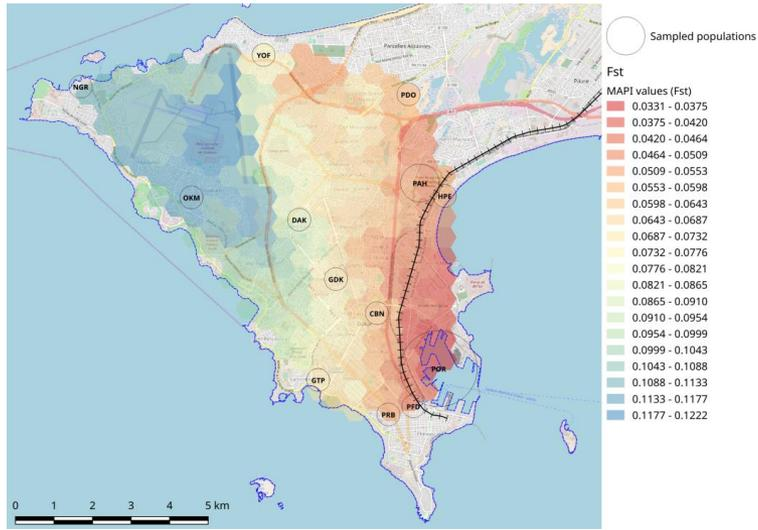 YOF
Parcelles Assainies
Pikine
NGR
PDO
PAH
HPE
OKM
DAK
GDK
CBN
POR
GTP
PFD
PRB
0 1 2 3 4 5 km
Sampled populations
Fst
MAPI values (Fst)
0.0331 - 0.0375
0.0375 - 0.0420
0.0420 - 0.0464
0.0464 - 0.0509
0.0509 - 0.0553
0.0553 - 0.0598
0.0598 - 0.0643
0.0643 - 0.0687
0.0687 - 0.0732
0.0732 - 0.0776
0.0776 - 0.0821
0.0821 - 0.0865
0.0865 - 0.0910
0.0910 - 0.0954
0.0954 - 0.0999
0.0999 - 0.1043
0.1043 - 0.1088
0.1088 - 0.1133
0.1133 - 0.1177
0.1177 - 0.1222